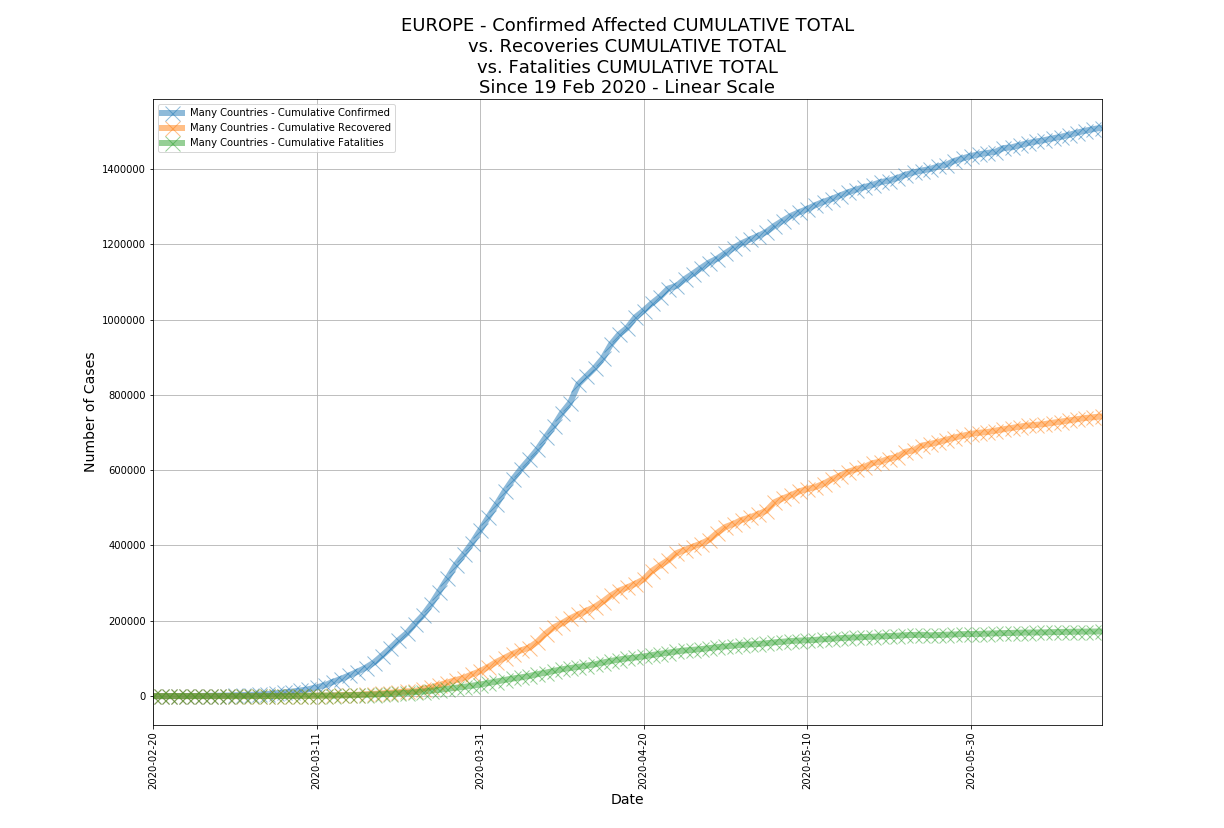 EUROPE - Confirmed Affected CUMULATIVE TOTAL
vs. Recoveries CUMULATIVE TOTAL
vs. Fatalities CUMULATIVE TOTAL
Since 19 Feb 2020 - Linear Scale
Many Countries - Cumulative Confirmed
Many Countries - Cumulative Recovered
Many Countries - Cumulative Fatalities
Number of Cases
1400000
1200000
1000000
800000
600000
400000
200000
0
2020-02-20
2020-03-11
2020-03-31
2020-04-20
2020-05-10
2020-05-30
Date